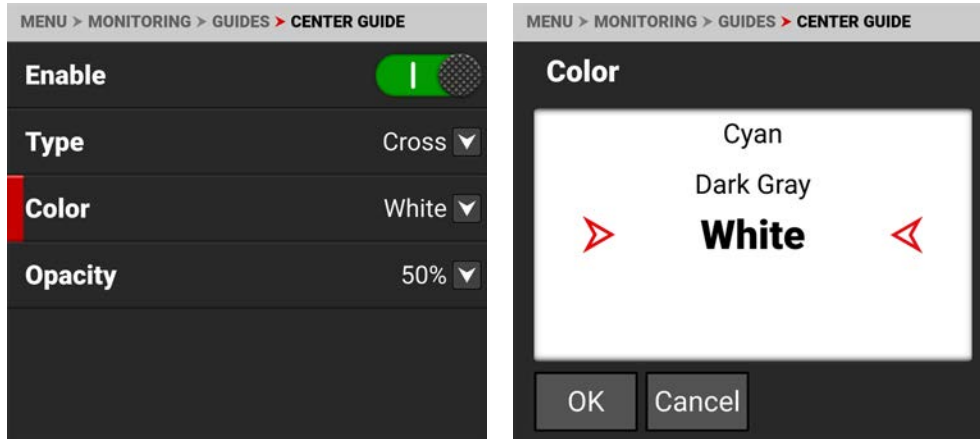 MENU > MONITORING > GUIDES > CENTER GUIDE
Enable
Type Cross
Color White
Opacity 50%
MENU > MONITORING > GUIDES > CENTER GUIDE
Color
Cyan
Dark Gray
White
OK Cancel